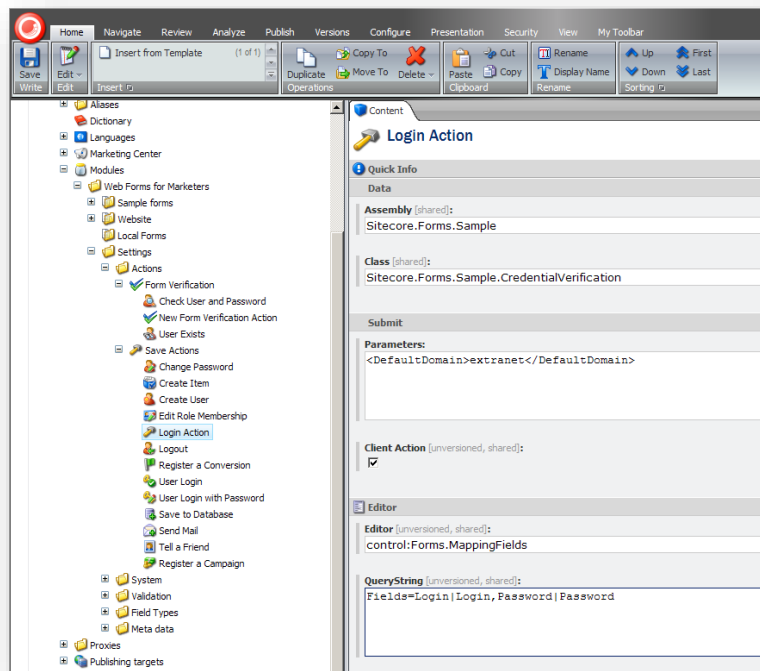 Home Navigate Review Analyze Publish Versions Configure Presentation Security View My Toolbar
Save
Write
Edit
Edit
Insert from Template (1 of 1)
Insert
Duplicate
Copy To
Move To
Delete
Operations
Paste
Cut
Copy
Clipboard
Rename
Display Name
Rename
Up
Down
First
Last
Sorting
Aliases
Dictionary
Languages
Marketing Center
Modules
Web Forms for Marketers
Sample forms
Website
Local Forms
Settings
Actions
Form Verification
Check User and Password
New Form Verification Action
User Exists
Save Actions
Change Password
Create Item
Create User
Edit Role Membership
Login Action
Logout
Register a Conversion
User Login
User Login with Password
Save to Database
Send Mail
Tell a Friend
Register a Campaign
System
Validation
Field Types
Meta data
Proxies
Publishing targets
Content
Login Action
Quick Info
Data
Assembly [shared]:
Sitecore.Forms.Sample
Class [shared]:
Sitecore.Forms.Sample.CredentialVerification
Submit
Parameters:
<DefaultDomain>extranet</DefaultDomain>
Client Action [unversioned, shared]:
Editor
Editor [unversioned, shared]:
control:Forms.MappingFields
QueryString [unversioned, shared]:
Fields=Login|Login,Password|Password